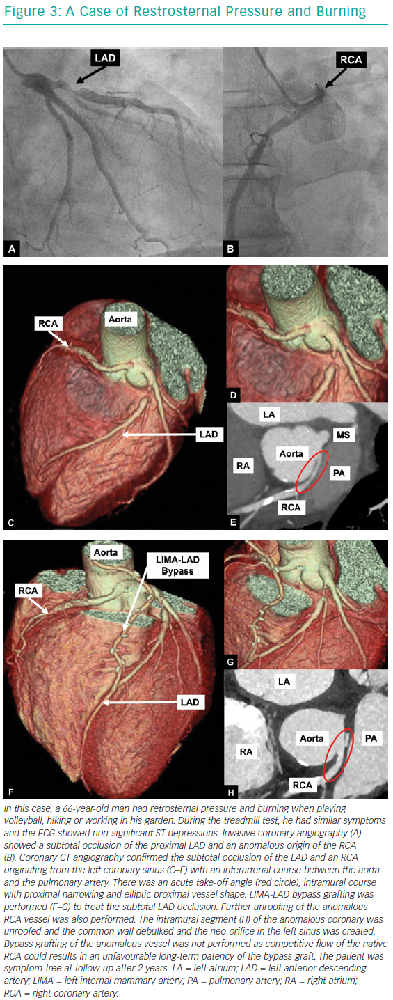 Figure 3: A Case of Restrosternal Pressure and Burning
LAD
RCA
A
B
RCA
Aorta
LAD
C
D
LA
MS
Aorta
RA
PA
RCA
E
Aorta
LIMA-LAD
Bypass
RCA
LAD
F
G
LA
Aorta
PA
RA
RCA
H
In this case, a 66-year-old man had retrosternal pressure and burning when playing
volleyball, hiking or working in his garden. During the treadmill test, he had similar symptoms
and the ECG showed non-significant ST depressions. Invasive coronary angiography (A)
showed a subtotal occlusion of the proximal LAD and an anomalous origin of the RCA
(B). Coronary CT angiography confirmed the subtotal occlusion of the LAD and an RCA
originating from the left coronary sinus (C–E) with an interarterial course between the aorta
and the pulmonary artery. There was an acute take-off angle (red circle), intramural course
with proximal narrowing and elliptic proximal vessel shape. LIMA-LAD bypass grafting was
performed (F–G) to treat the subtotal LAD occlusion. Further unroofing of the anomalous
RCA vessel was also performed. The intramural segment (H) of the anomalous coronary was
unroofed and the common wall debulked and the neo-orifice in the left sinus was created.
Bypass grafting of the anomalous vessel was not performed as competitive flow of the native
RCA could results in an unfavourable long-term patency of the bypass graft. The patient was
symptom-free at follow-up after 2 years. LA = left atrium; LAD = left anterior descending
artery; LIMA = left internal mammary artery; PA = pulmonary artery; RA = right atrium;
RCA = right coronary artery.